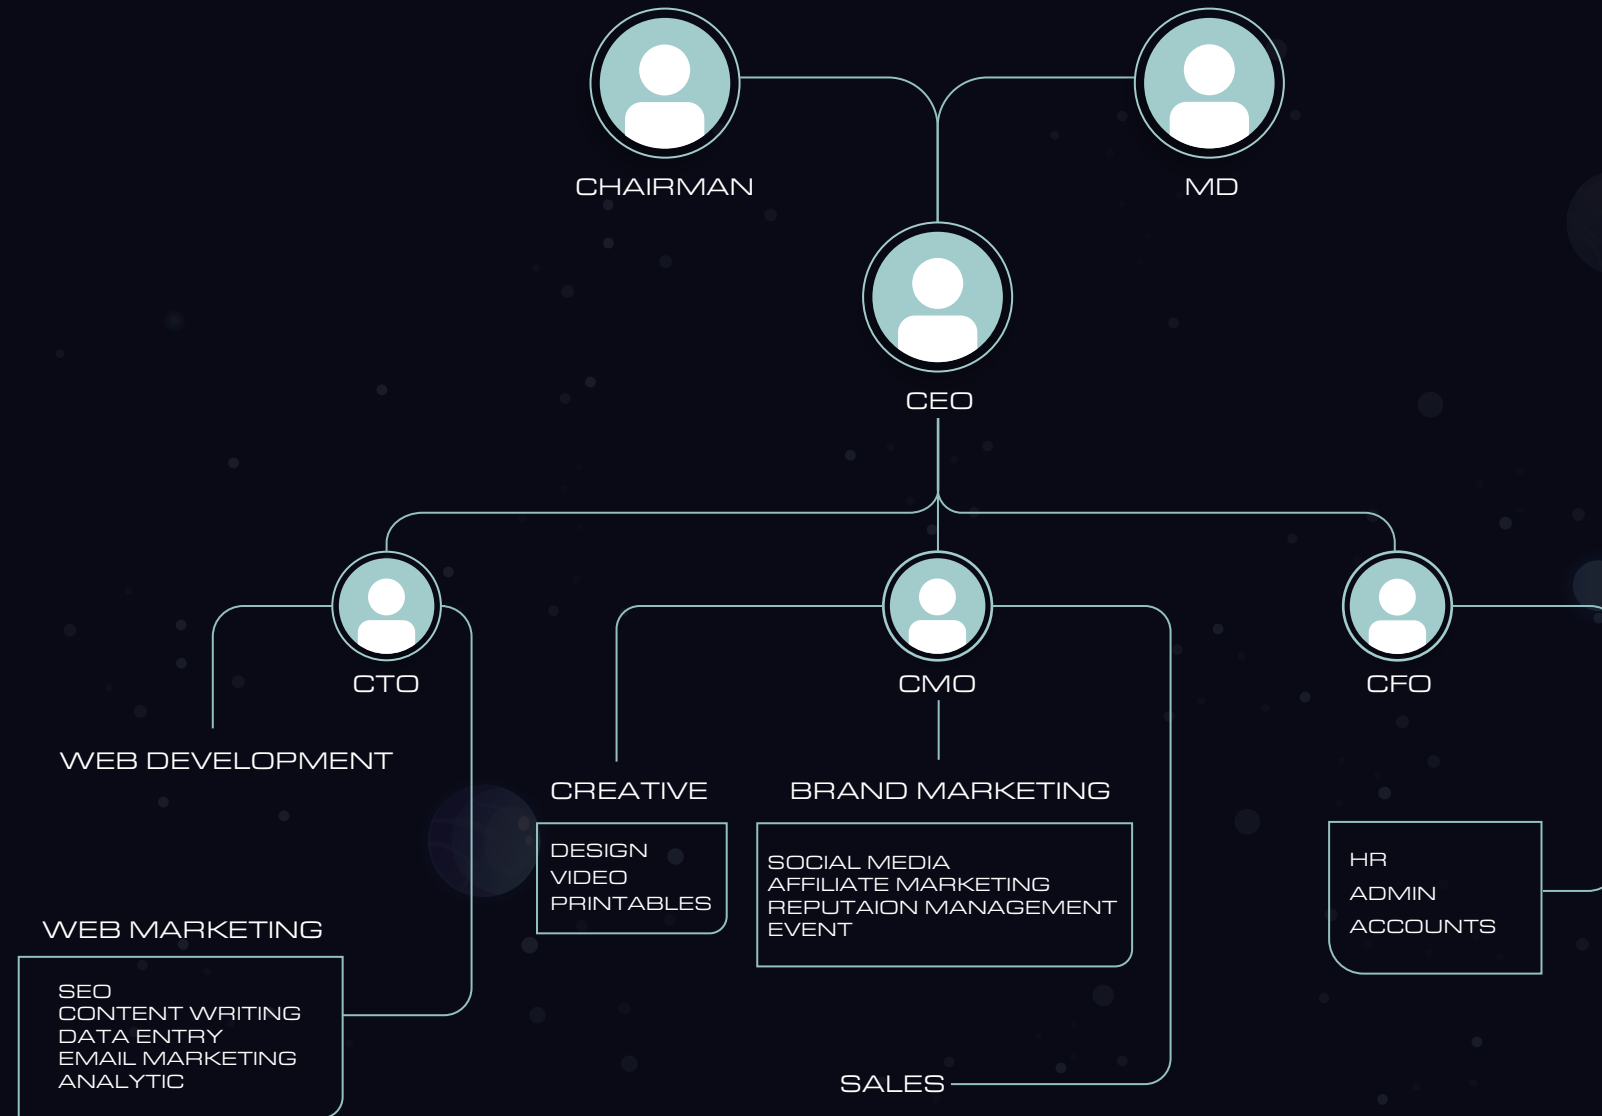 CHAIRMAN
MD
CEO
CTO
CMO
CFO
WEB DEVELOPMENT
CREATIVE
DESIGN
VIDEO
PRINTABLES
BRAND MARKETING
SOCIAL MEDIA
AFFILIATE MARKETING
REPUTAION MANAGEMENT
EVENT
HR
ADMIN
ACCOUNTS
WEB MARKETING
SEO
CONTENT WRITING
DATA ENTRY
EMAIL MARKETING
ANALYTIC
SALES